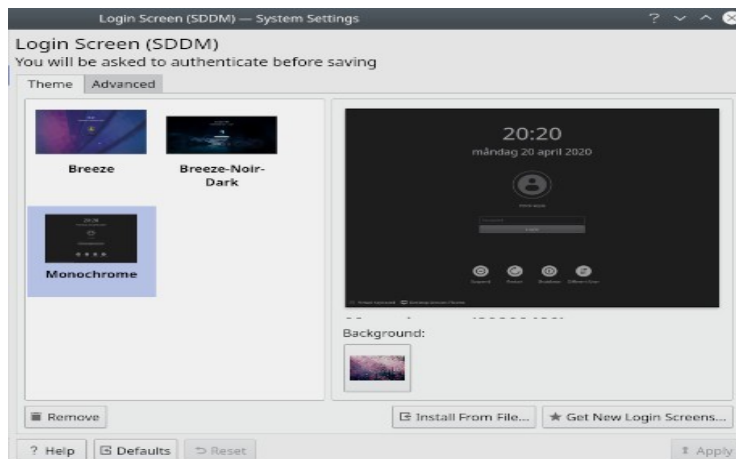 Login Screen (SDDM) — System Settings
Login Screen (SDDM)
You will be asked to authenticate before saving
Theme
Advanced
Breeze
Breeze-Noir-
Dark
Monochrome
20:20
måndag 20 april 2020
Background:
Remove
Install From File...
Get New Login Screens...
? Help
Defaults
Reset
Apply